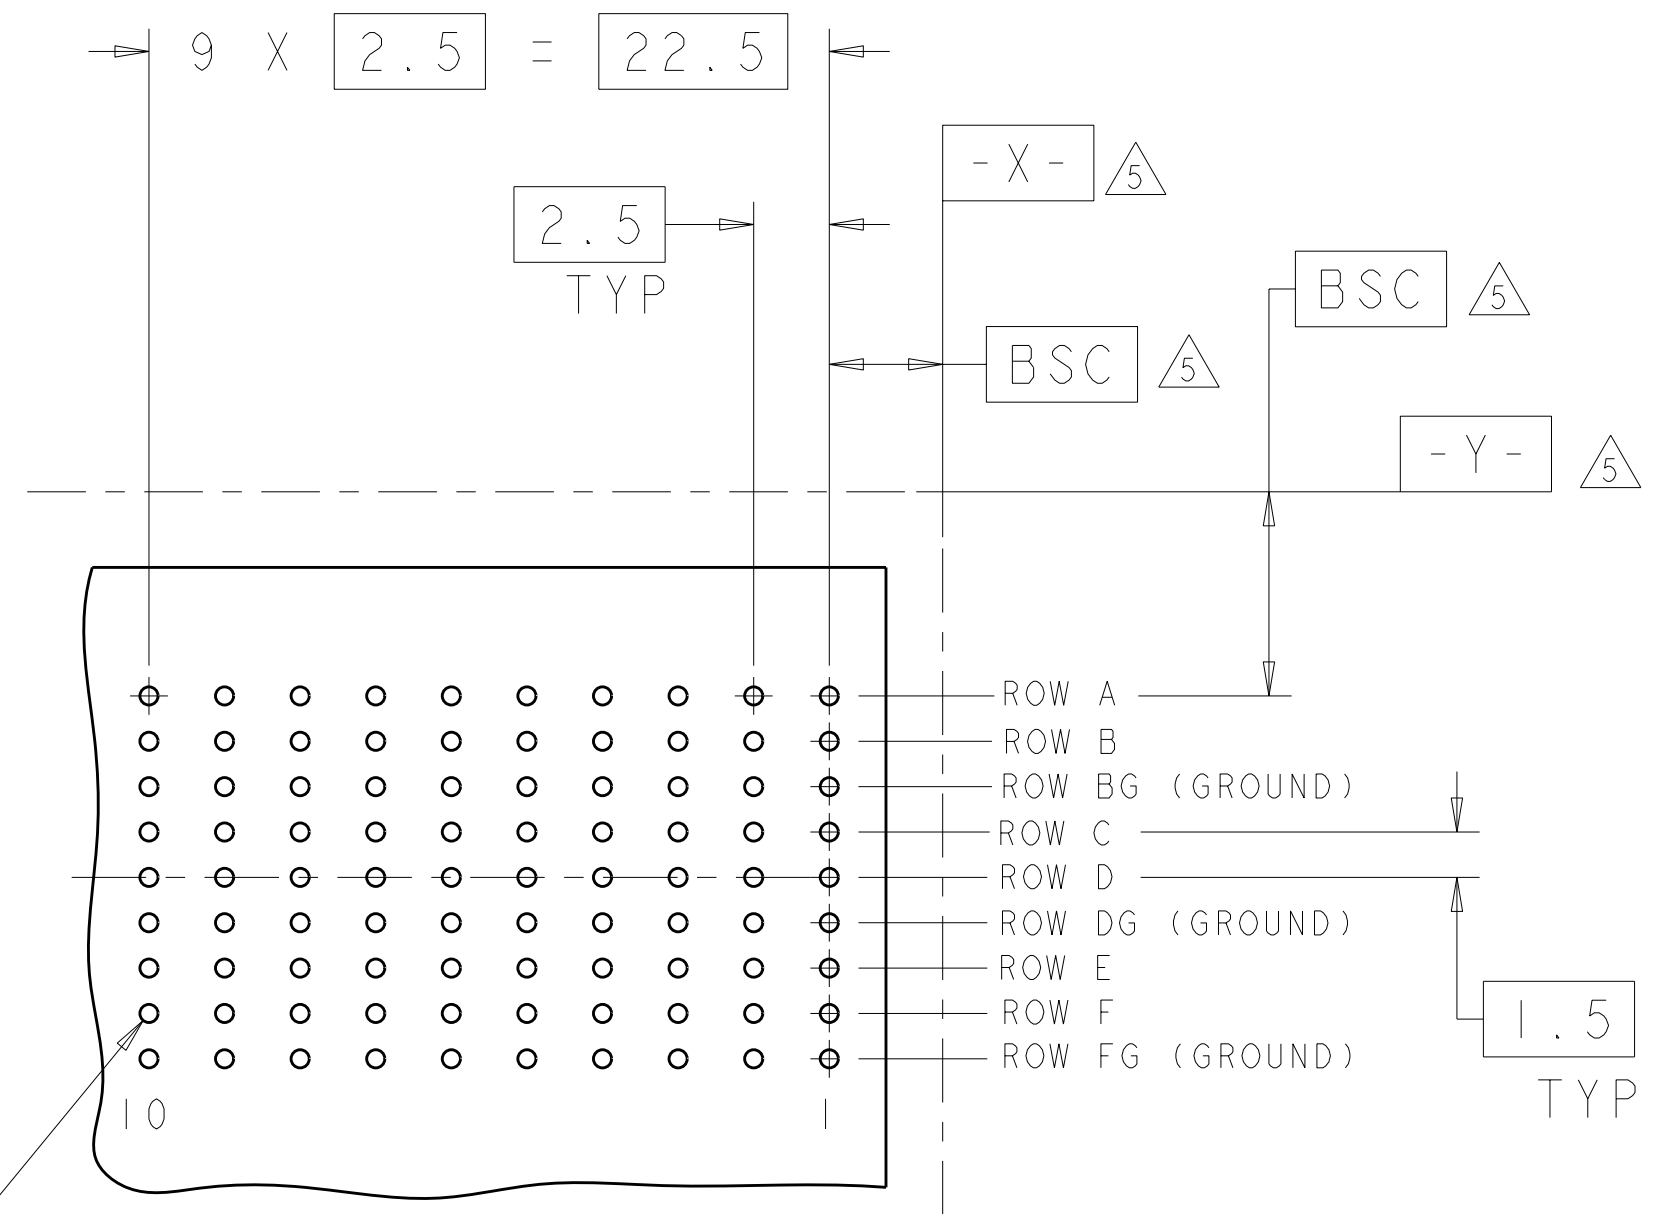 9 X 2.5 = 22.5
-X- 5
2.5
TYP
BSC 5
BSC 5
-Y- 5
ROW A
ROW B
ROW BG (GROUND)
ROW C
ROW D
ROW DG (GROUND)
ROW E
ROW F
1.5
ROW FG (GROUND)
TYP
10 1